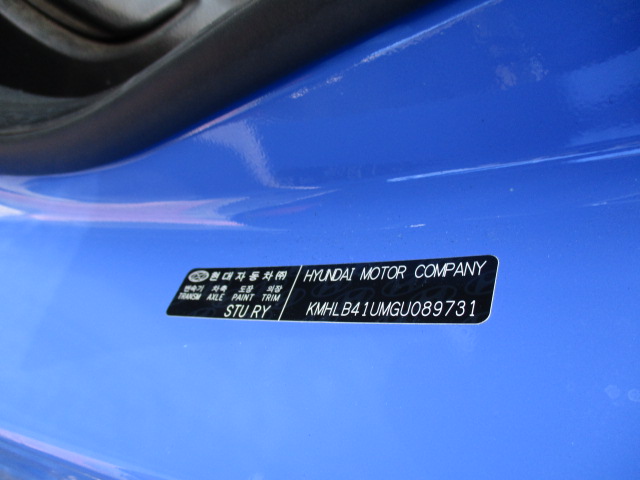 현대자동차㈜
변속기 차축 도장 의장
TRANSM AXLE PAINT TRIM
STU RY
HYUNDAI MOTOR COMPANY
KMHLB41UMGU089731